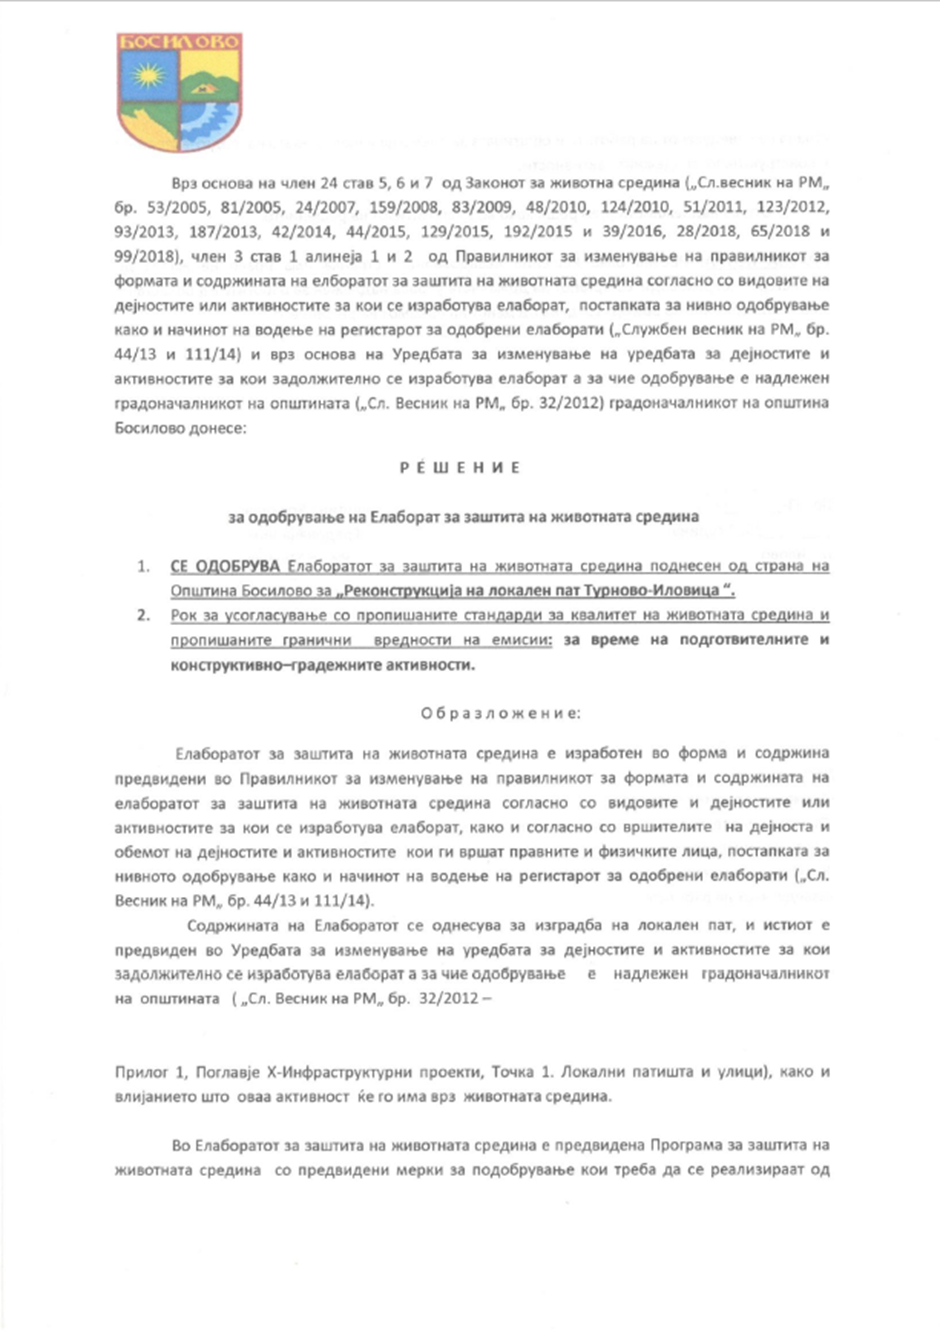 БОСИЛОВО
Врз основа на член 24 став 5, 6 и 7 од Законот за животна средина („Сл.весник на РМ„
бр. 53/2005, 81/2005, 24/2007, 159/2008, 83/2009, 48/2010, 124/2010, 51/2011, 123/2012,
93/2013, 187/2013, 42/2014, 44/2015, 129/2015, 192/2015 и 39/2016, 28/2018, 65/2018 и
99/2018), член 3 став 1 алинеја 1 и 2 од Правилникот за изменување на правилникот за
формата и содржината на елборатот за заштита на животната средина согласно со видовите на
дејностите или активностите за кои се изработува елаборат, постапката за нивно одобрување
како и начинот на водење на регистарот за одобрени елаборати („Службен весник на РМ„ бр.
44/13 и 111/14) и врз основа на Уредбата за изменување на уредбата за дејностите и
активностите за кои задолжително се изработува елаборат а за чие одобрување е надлежен
градоначалникот на општината („Сл. Весник на РМ„ бр. 32/2012) градоначалникот на општина
Босилово донесе:
Р Е Ш Е Н И Е
за одобрување на Елаборат за заштита на животната средина
1. СЕ ОДОБРУВА Елаборатот за заштита на животната средина поднесен од страна на
Општина Босилово за „Реконструкција на локален пат Турново-Иловица “.
2. Рок за усогласување со пропишаните стандарди за квалитет на животната средина и
пропишаните гранични вредности на емисии: за време на подготвителните и
конструктивно–градежните активности.
О б р а з л о ж е н и е:
Елаборатот за заштита на животната средина е изработен во форма и содржина
предвидени во Правилникот за изменување на правилникот за формата и содржината на
елаборатот за заштита на животната средина согласно со видовите и дејностите или
активностите за кои се изработува елаборат, како и согласно со вршителите на дејноста и
обемот на дејностите и активностите кои ги вршат правните и физичките лица, постапката за
нивното одобрување како и начинот на водење на регистарот за одобрени елаборати („Сл.
Весник на РМ„ бр. 44/13 и 111/14).
Содржината на Елаборатот се однесува за изградба на локален пат, и истиот е
предвиден во Уредбата за изменување на уредбата за дејностите и активностите за кои
задолжително се изработува елаборат а за чие одобрување е надлежен градоначалникот
на општината ( „Сл. Весник на РМ„ бр. 32/2012 –
Прилог 1, Поглавје X-Инфраструктурни проекти, Точка 1. Локални патишта и улици), како и
влијанието што оваа активност ќе го има врз животната средина.
Во Елаборатот за заштита на животната средина е предвидена Програма за заштита на
животната средина со предвидени мерки за подобрување кои треба да се реализираат од